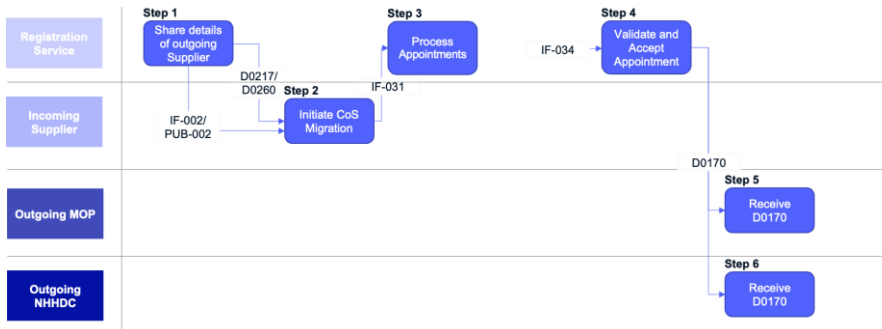 Registration
Service
Step 1
Share details
of outgoing
Supplier
Step 3
Process
Appointments
IF-034
Step 4
Validate and
Accept
Appointment
D0217/
D0260
IF-031
Incoming
Supplier
IF-002/
PUB-002
Step 2
Initiate CoS
Migration
D0170
Outgoing MOP
Step 5
Receive
D0170
Outgoing
NHHDC
Step 6
Receive
D0170